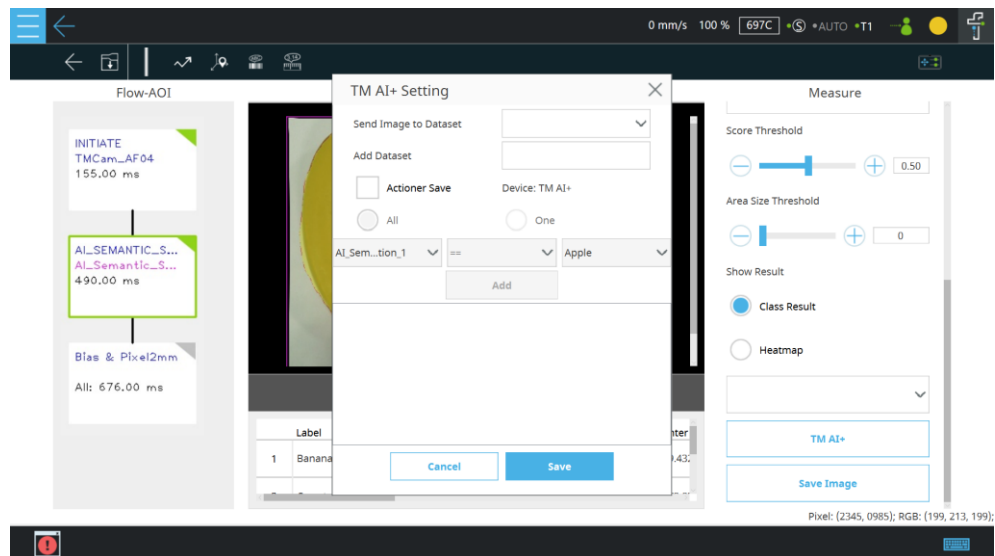 0 mm/s 100 % 697C S AUTO T1
Flow-AOI
INITIATE
TMCam_AF04
155.00 ms
AI_SEMANTIC_S...
AI_Semantic_S...
490.00 ms
Bias & Pixel2mm
All: 676.00 ms
Label
1 Banana
TM AI+ Setting
Send Image to Dataset
Add Dataset
Actioner Save Device: TM AI+
All One
AI_Sem...tion_1 == Apple
Add
Cancel Save
Measure
Score Threshold
0.50
Area Size Threshold
0
Show Result
Class Result
Heatmap
TM AI+
Save Image
Pixel: (2345, 0985); RGB: (199, 213, 199);